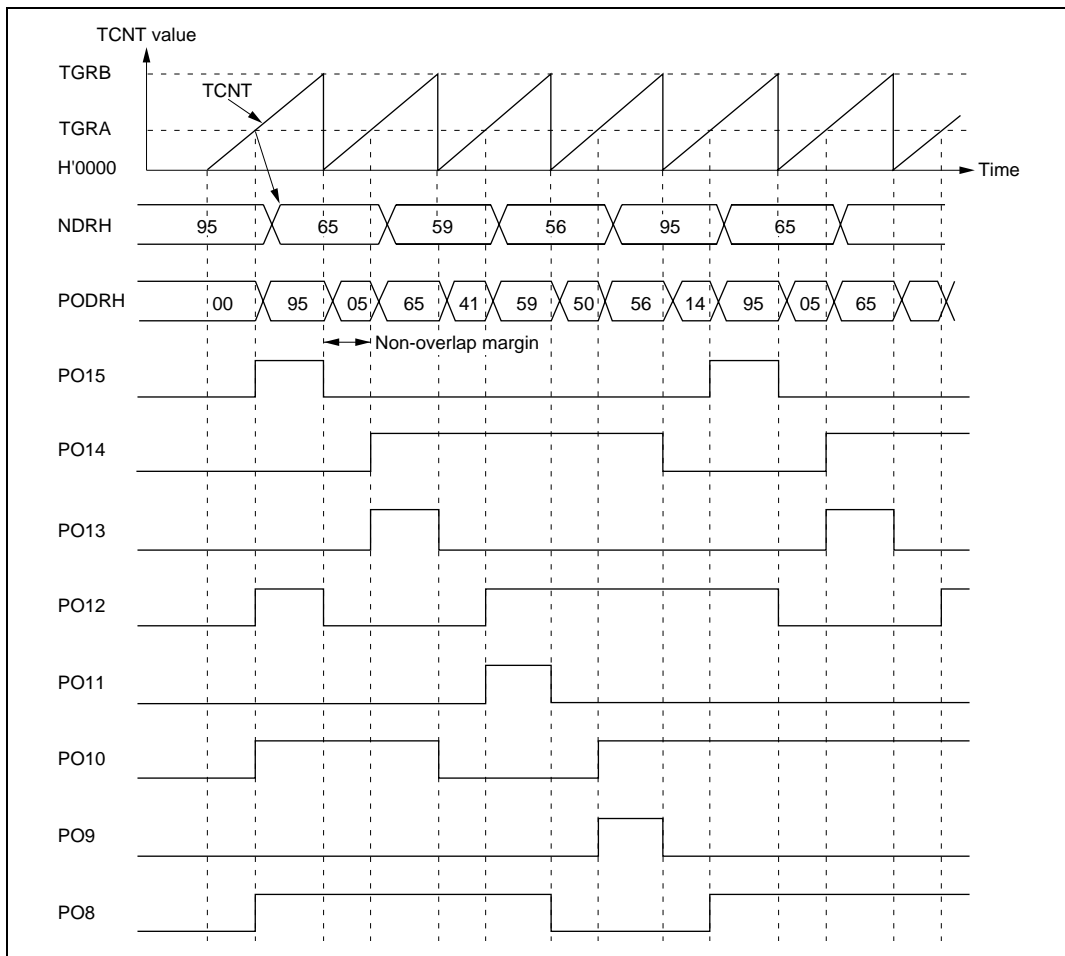 TCNT value
TGRB
TCNT
TGRA
H'0000
Time
NDRH 95 65 59 56 95 65
PODRH 00 95 05 65 41 59 50 56 14 95 05 65
Non-overlap margin
PO15
PO14
PO13
PO12
PO11
PO10
PO9
PO8